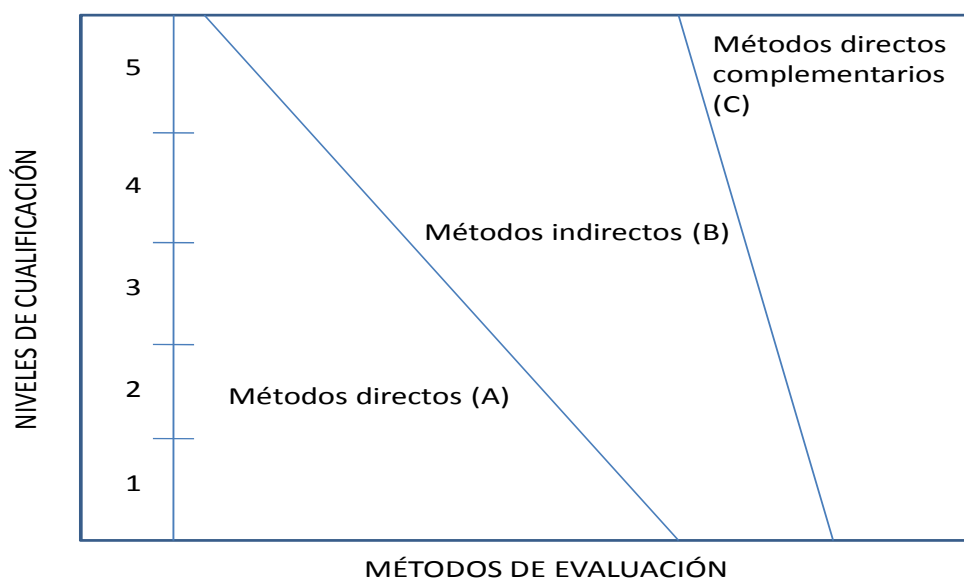 Métodos directos
complementarios
(C)
5
4
Métodos indirectos (B)
3
Métodos directos (A)
2
1
NIVELES DE CUALIFICACIÓN
MÉTODOS DE EVALUACIÓN